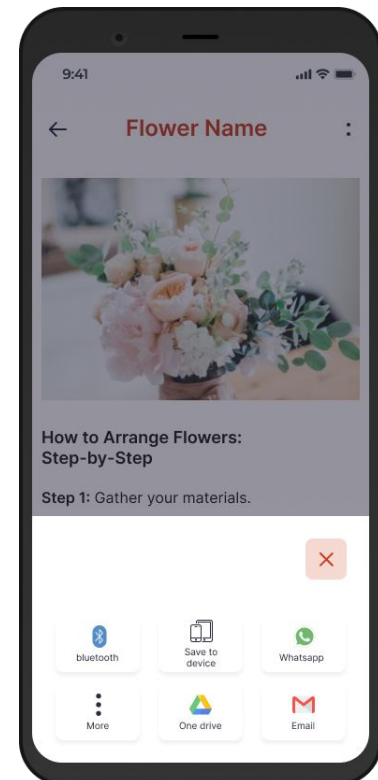 9:41
Flower Name
How to Arrange Flowers:
Step-by-Step
Step 1: Gather your materials.
bluetooth
Save to
device
Whatsapp
More
One drive
Email